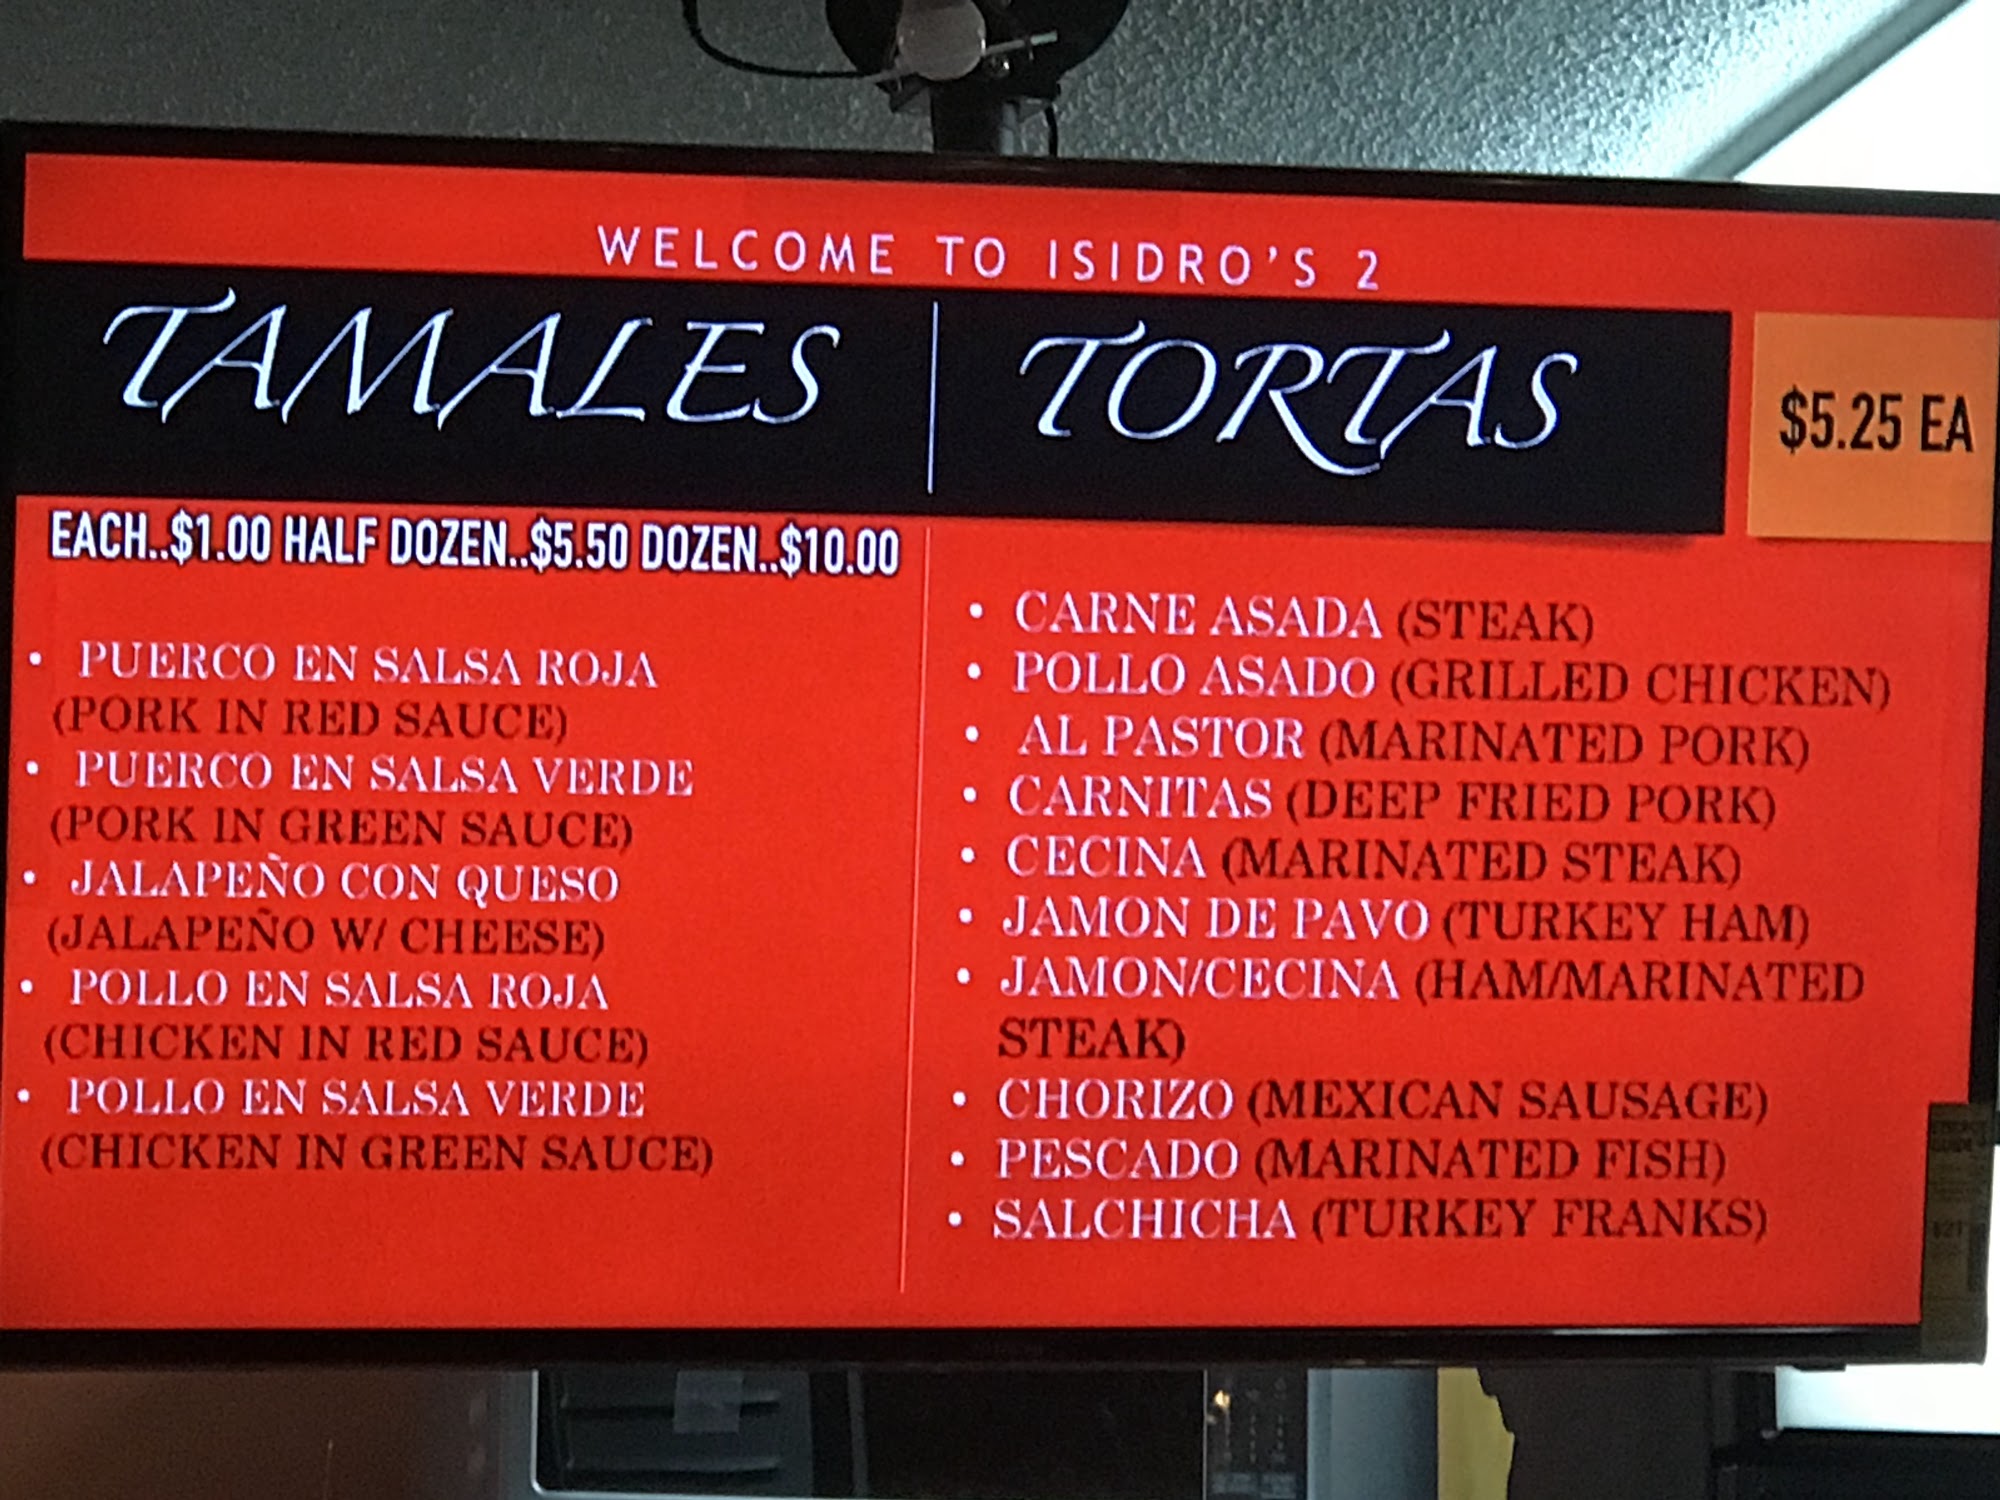 WELCOME TO ISIDRO'S 2
TAMALES
EACH..$1.00 HALF DOZEN..$5.50 DOZEN..$10.00
• PUERCO EN SALSA ROJA
(PORK IN RED SAUCE)
• PUERCO EN SALSA VERDE
(PORK IN GREEN SAUCE)
• JALAPEÑO CON QUESO
(JALAPEÑO W/ CHEESE)
• POLLO EN SALSA ROJA
(CHICKEN IN RED SAUCE)
• POLLO EN SALSA VERDE
(CHICKEN IN GREEN SAUCE)
TORTAS
$5.25 EA
• CARNE ASADA (STEAK)
• POLLO ASADO (GRILLED CHICKEN)
• AL PASTOR (MARINATED PORK)
• CARNITAS (DEEP FRIED PORK)
• CECINA (MARINATED STEAK)
• JAMON DE PAVO (TURKEY HAM)
• JAMON/CECINA (HAM/MARINATED
STEAK)
• CHORIZO (MEXICAN SAUSAGE)
• PESCADO (MARINATED FISH)
• SALCHICHA (TURKEY FRANKS)